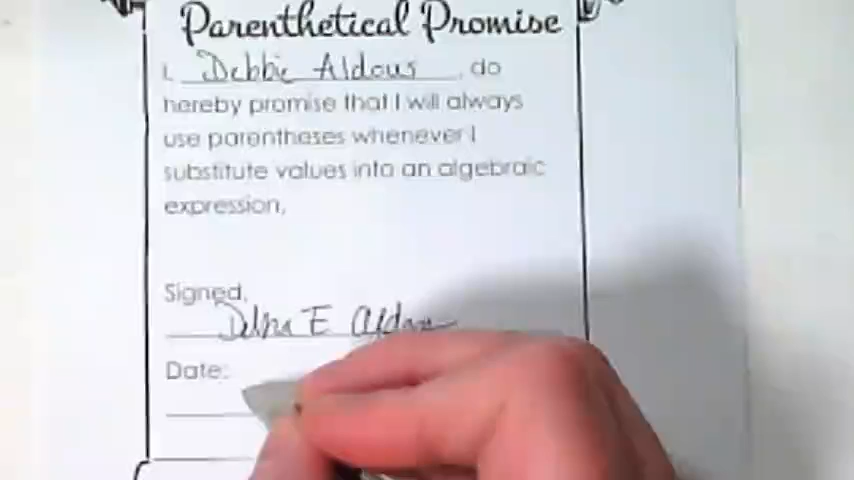 Parenthetical Promise
I, Debbie Aldous, do
hereby promise that I will always
use parentheses whenever I
substitute values into an algebraic
expression.
Signed,
Debra E Aldous
Date: